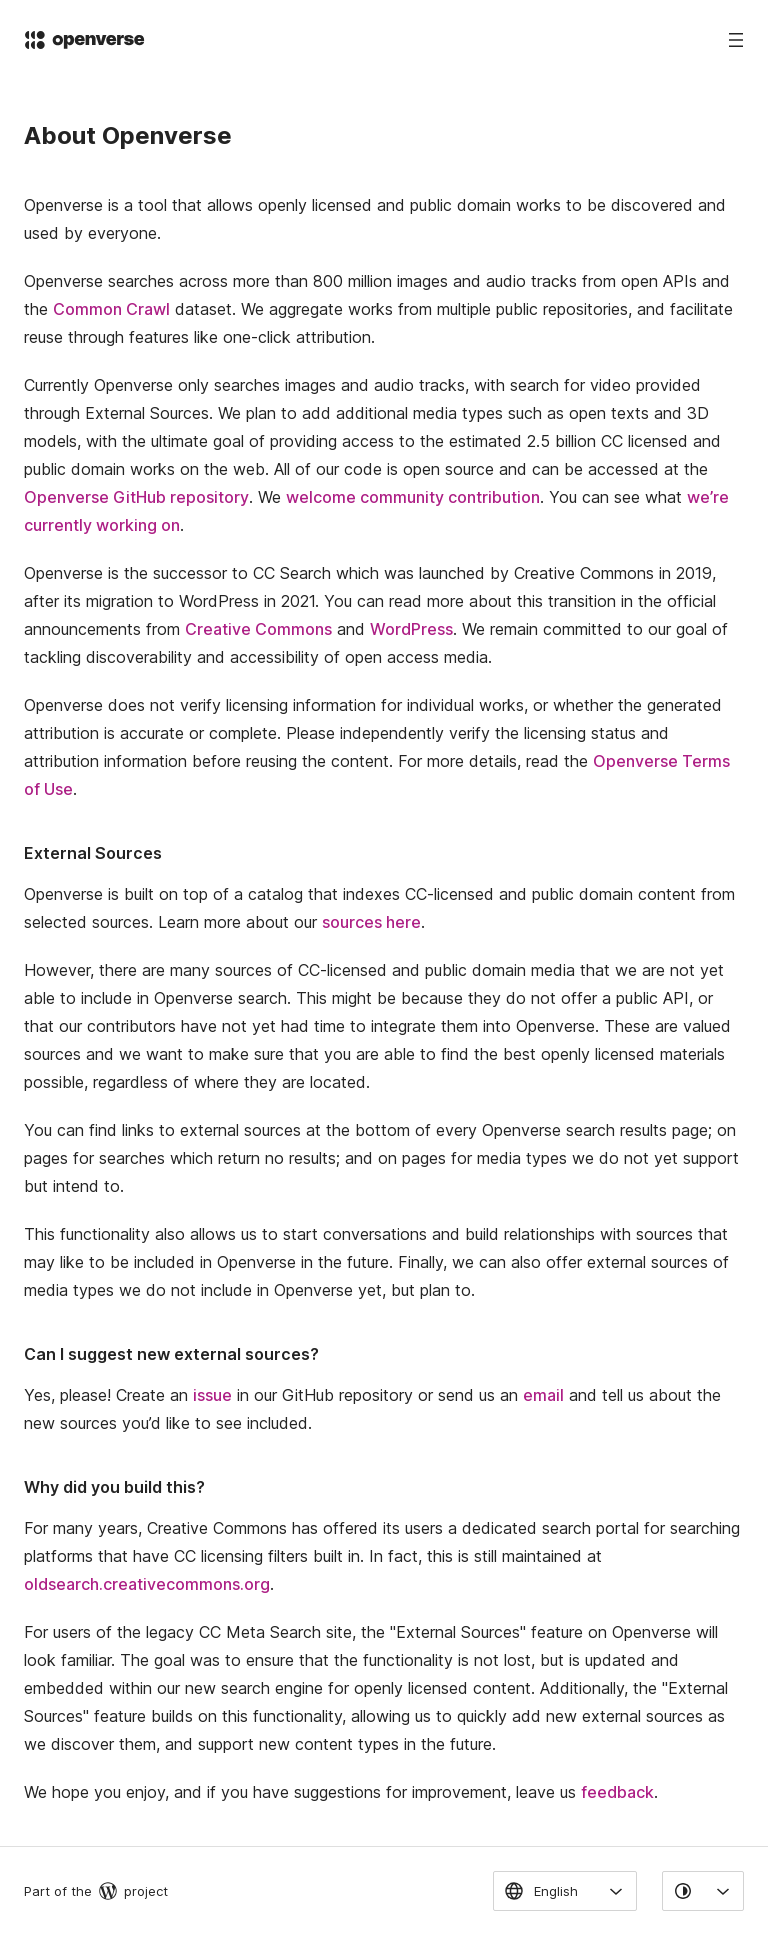 openverse
About Openverse
Openverse is a tool that allows openly licensed and public domain works to be discovered and
used by everyone.
Openverse searches across more than 800 million images and audio tracks from open APIs and
the Common Crawl dataset. We aggregate works from multiple public repositories, and facilitate
reuse through features like one-click attribution.
Currently Openverse only searches images and audio tracks, with search for video provided
through External Sources. We plan to add additional media types such as open texts and 3D
models, with the ultimate goal of providing access to the estimated 2.5 billion CC licensed and
public domain works on the web. All of our code is open source and can be accessed at the
Openverse GitHub repository. We welcome community contribution. You can see what we’re
currently working on.
Openverse is the successor to CC Search which was launched by Creative Commons in 2019,
after its migration to WordPress in 2021. You can read more about this transition in the official
announcements from Creative Commons and WordPress. We remain committed to our goal of
tackling discoverability and accessibility of open access media.
Openverse does not verify licensing information for individual works, or whether the generated
attribution is accurate or complete. Please independently verify the licensing status and
attribution information before reusing the content. For more details, read the Openverse Terms
of Use.
External Sources
Openverse is built on top of a catalog that indexes CC-licensed and public domain content from
selected sources. Learn more about our sources here.
However, there are many sources of CC-licensed and public domain media that we are not yet
able to include in Openverse search. This might be because they do not offer a public API, or
that our contributors have not yet had time to integrate them into Openverse. These are valued
sources and we want to make sure that you are able to find the best openly licensed materials
possible, regardless of where they are located.
You can find links to external sources at the bottom of every Openverse search results page; on
pages for searches which return no results; and on pages for media types we do not yet support
but intend to.
This functionality also allows us to start conversations and build relationships with sources that
may like to be included in Openverse in the future. Finally, we can also offer external sources of
media types we do not include in Openverse yet, but plan to.
Can I suggest new external sources?
Yes, please! Create an issue in our GitHub repository or send us an email and tell us about the
new sources you’d like to see included.
Why did you build this?
For many years, Creative Commons has offered its users a dedicated search portal for searching
platforms that have CC licensing filters built in. In fact, this is still maintained at
oldsearch.creativecommons.org.
For users of the legacy CC Meta Search site, the "External Sources" feature on Openverse will
look familiar. The goal was to ensure that the functionality is not lost, but is updated and
embedded within our new search engine for openly licensed content. Additionally, the "External
Sources" feature builds on this functionality, allowing us to quickly add new external sources as
we discover them, and support new content types in the future.
We hope you enjoy, and if you have suggestions for improvement, leave us feedback.
Part of the W project
English